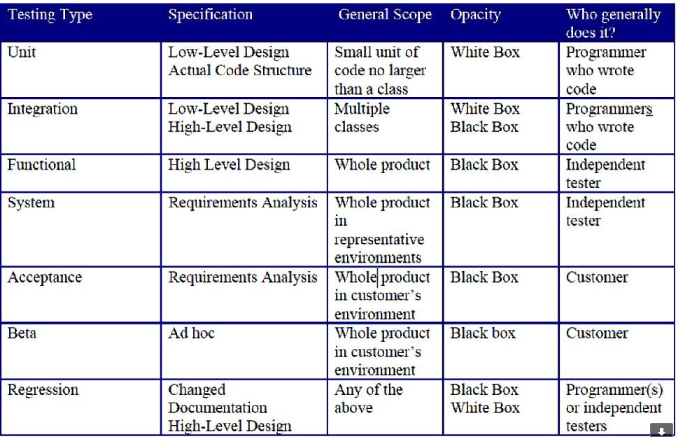 Testing Type Specification General Scope Opacity Who generally
does it?
Unit Low-Level Design Small unit of White Box Programmer
Actual Code Structure code no larger who wrote
than a class code
Integration Low-Level Design Multiple White Box Programmers
High-Level Design classes Black Box who wrote
code
Functional High Level Design Whole product Black Box Independent
tester
System Requirements Analysis Whole product Black Box Independent
in tester
representative
environments
Acceptance Requirements Analysis Whole product Black Box Customer
in customer's
environment
Beta Ad hoc Whole product Black box Customer
in customer's
environment
Regression Changed Any of the Black Box Programmer(s)
Documentation above White Box or independent
High-Level Design testers